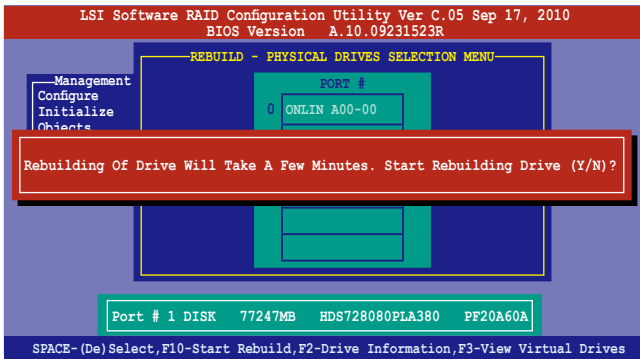 LSI Software RAID Configuration Utility Ver C.05 Sep 17, 2010
BIOS Version A.10.09231523R
REBUILD - PHYSICAL DRIVES SELECTION MENU
Management
Configure
Initialize
Objects
PORT #
0 ONLIN A00-00
Rebuilding Of Drive Will Take A Few Minutes. Start Rebuilding Drive (Y/N)?
Port # 1 DISK 77247MB HDS728080PLA380 PF20A60A
SPACE-(De)Select,F10-Start Rebuild,F2-Drive Information,F3-View Virtual Drives